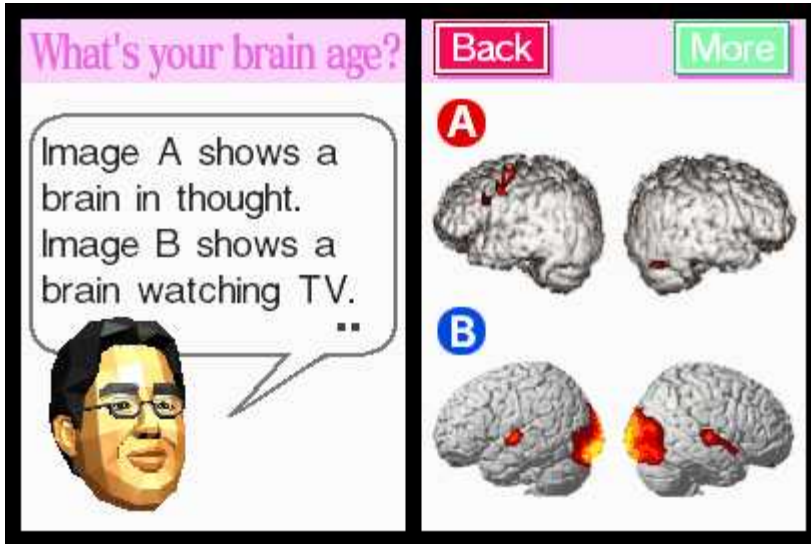 What's your brain age?
Image A shows a
brain in thought.
Image B shows a
brain watching TV.
Back
More
A
B